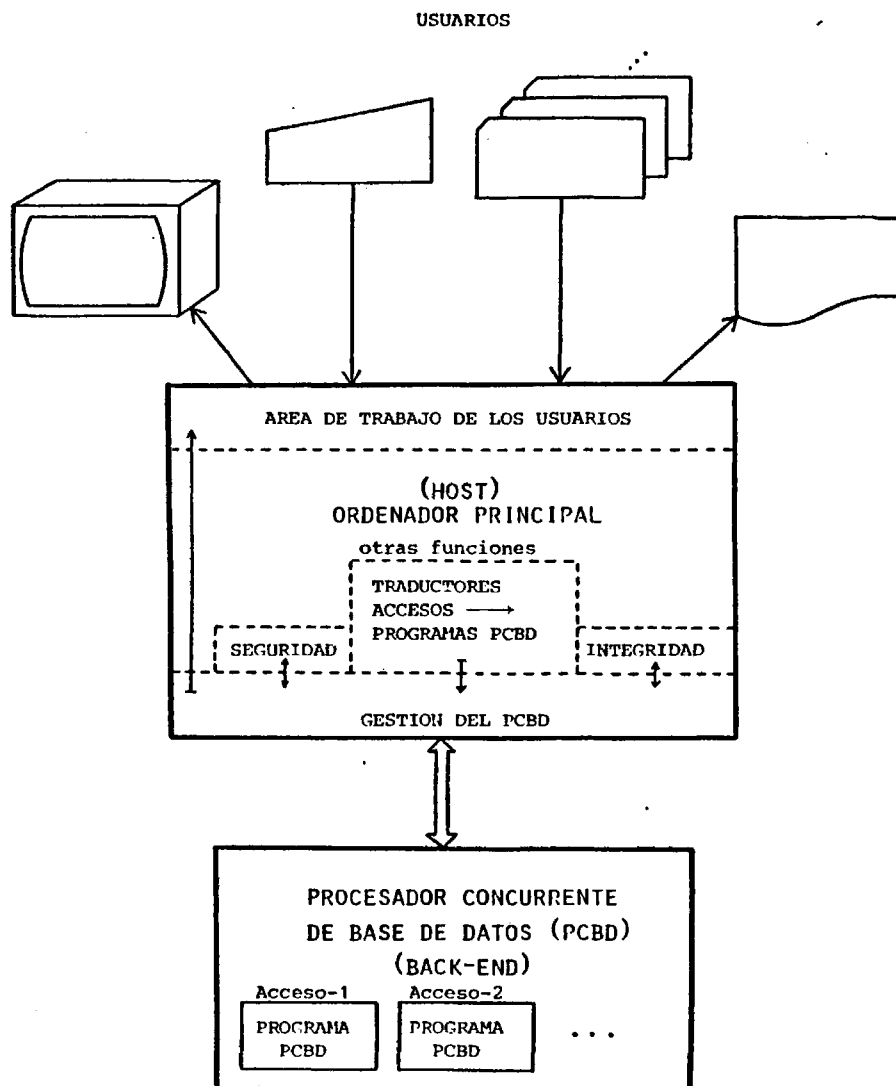 USUARIOS
...
AREA DE TRABAJO DE LOS USUARIOS
(HOST)
ORDENADOR PRINCIPAL
otras funciones
TRADUCTORES
ACCESOS →
PROGRAMAS PCBD
SEGURIDAD
INTEGRIDAD
GESTION DEL PCBD
PROCESADOR CONCURRENTE
DE BASE DE DATOS (PCBD)
(BACK-END)
Acceso-1 Acceso-2
PROGRAMA PCBD
PROGRAMA PCBD
...